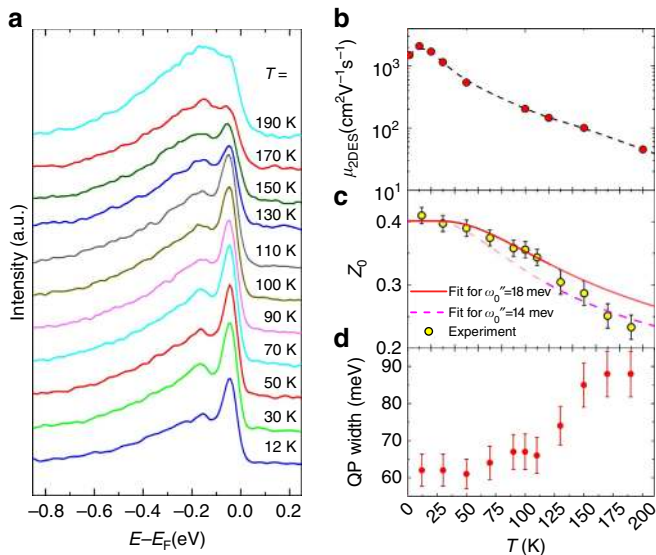 a
T =
190 K
170 K
150 K
130 K
110 K
100 K
90 K
70 K
50 K
30 K
12 K
Intensity (a.u.)
−0.8 −0.6 −0.4 −0.2 0.0 0.2
E–E_F(eV)
b
μ_2DES(cm²V⁻¹s⁻¹)
10³
10²
10¹
c
Z₀
0.4
0.3
0.2
Fit for ω₀″=18 mev
Fit for ω₀″=14 mev
Experiment
d
QP width (meV)
90
80
70
60
0 25 50 75 100 125 150 175 200
T (K)